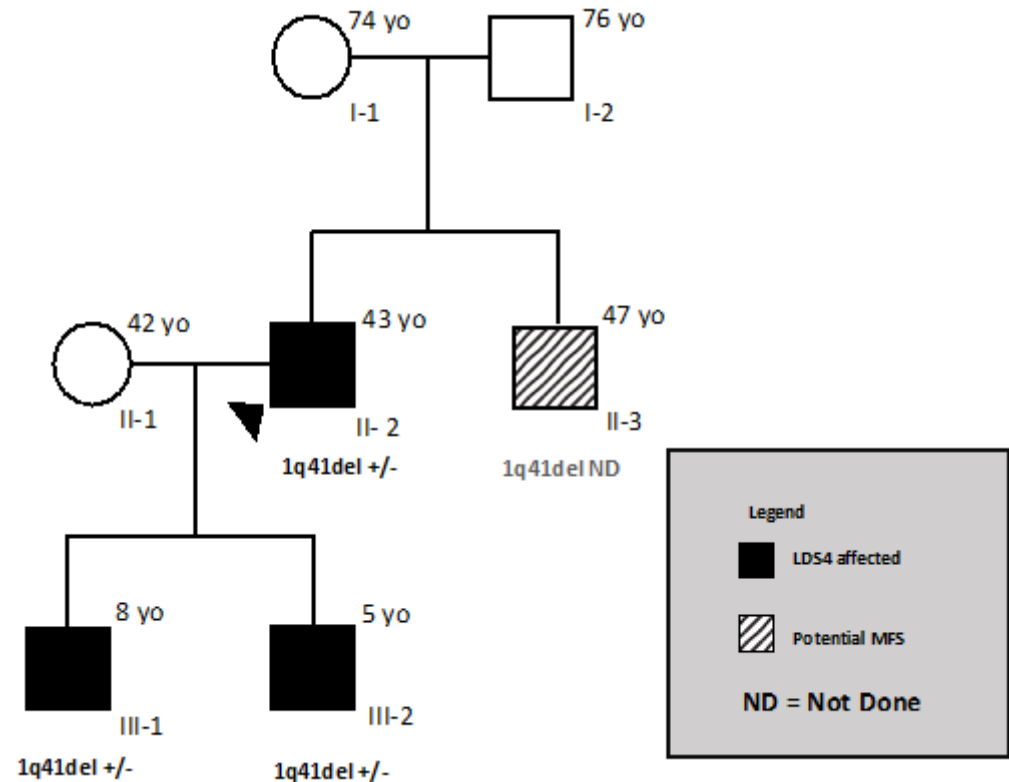 74 yo
76 yo
I-1
I-2
42 yo
43 yo
47 yo
II-1
II- 2
II-3
1q41del +/-
1q41del ND
Legend
LDS4 affected
8 yo
5 yo
Potential MFS
III-1
III-2
ND = Not Done
1q41del +/-
1q41del +/-